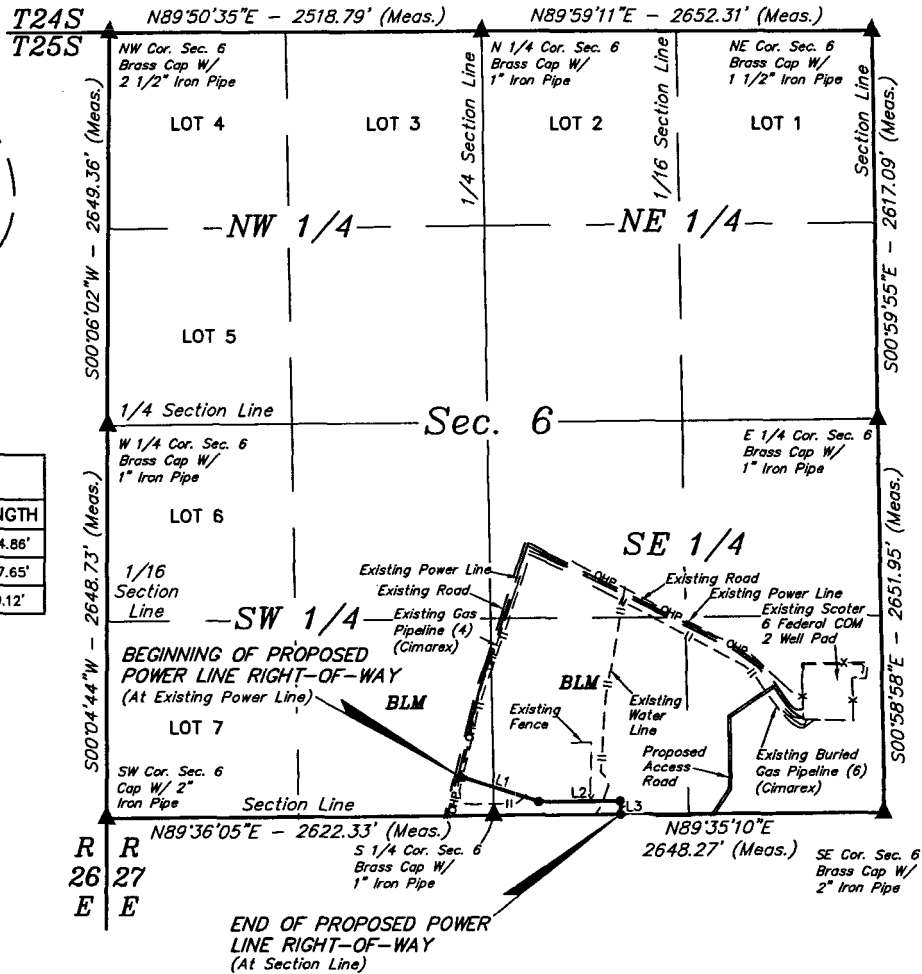 T24S
T25S
N89°50'35"E - 2518.79' (Meas.)
N89°59'11"E - 2652.31' (Meas.)
NW Cor. Sec. 6
Brass Cap W/
2 1/2" Iron Pipe
N 1/4 Cor. Sec. 6
Brass Cap W/
1" Iron Pipe
NE Cor. Sec. 6
Brass Cap W/
1 1/2" Iron Pipe
LOT 4
LOT 3
1/4 Section Line
LOT 2
1/16 Section Line
LOT 1
Section Line
S00°06'02"W - 2649.36' (Meas.)
S00°59'55"E - 2617.09' (Meas.)
NW 1/4
NE 1/4
LOT 5
1/4 Section Line
Sec. 6
W 1/4 Cor. Sec. 6
Brass Cap W/
1" Iron Pipe
E 1/4 Cor. Sec. 6
Brass Cap W/
1" Iron Pipe
NGTH
4.86'
7.65'
.12'
S00°04'44"W - 2648.73' (Meas.)
S00°58'58"E - 2651.95' (Meas.)
LOT 6
1/16
Section
Line
SW 1/4
SE 1/4
Existing Power Line
Existing Road
Existing Gas
Pipeline (4)
(Cimarex)
OHP
OHP
OHP
Existing Road
Existing Power Line
Existing Scoter
6 Federal COM
2 Well Pad
BEGINNING OF PROPOSED
POWER LINE RIGHT-OF-WAY
(At Existing Power Line)
BLM
BLM
OHP
Existing
Water
Line
Existing
Fence
Proposed
Access
Road
Existing Buried
Gas Pipeline (6)
(Cimarex)
LOT 7
SW Cor. Sec. 6
Cap W/ 2"
Iron Pipe
Section Line
OHP
L1
L2
L3
N89°36'05"E - 2622.33' (Meas.)
N89°35'10"E
2648.27' (Meas.)
S 1/4 Cor. Sec. 6
Brass Cap W/
1" Iron Pipe
SE Cor. Sec. 6
Brass Cap W/
2" Iron Pipe
R R
26 27
E E
END OF PROPOSED POWER
LINE RIGHT-OF-WAY
(At Section Line)